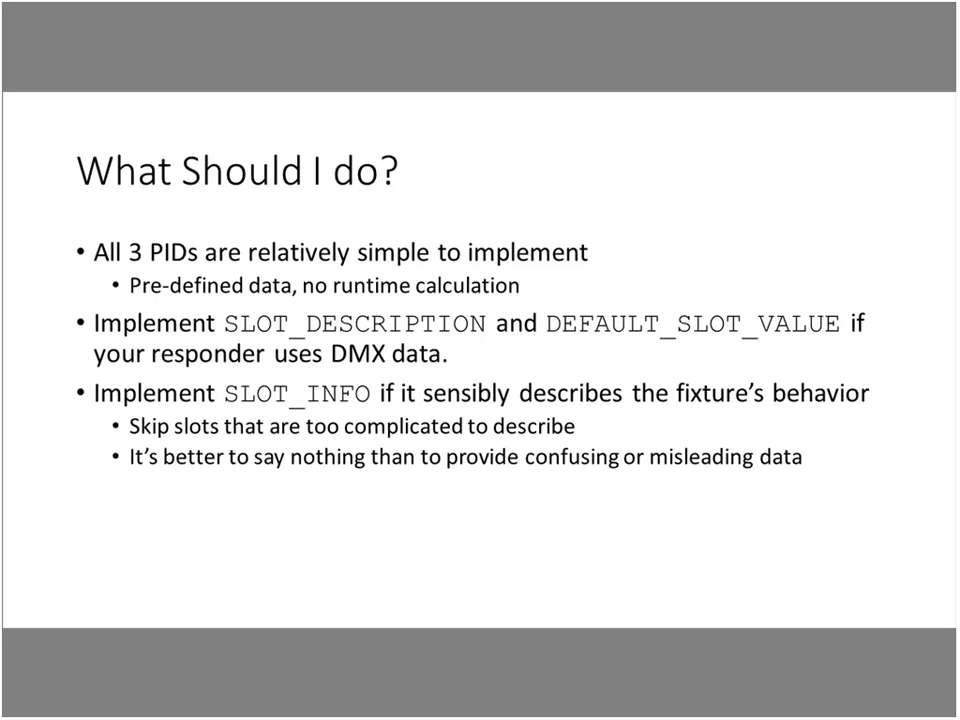 What Should I do?
• All 3 PIDs are relatively simple to implement
• Pre-defined data, no runtime calculation
• Implement SLOT_DESCRIPTION and DEFAULT_SLOT_VALUE if
your responder uses DMX data.
• Implement SLOT_INFO if it sensibly describes the fixture’s behavior
• Skip slots that are too complicated to describe
• It’s better to say nothing than to provide confusing or misleading data